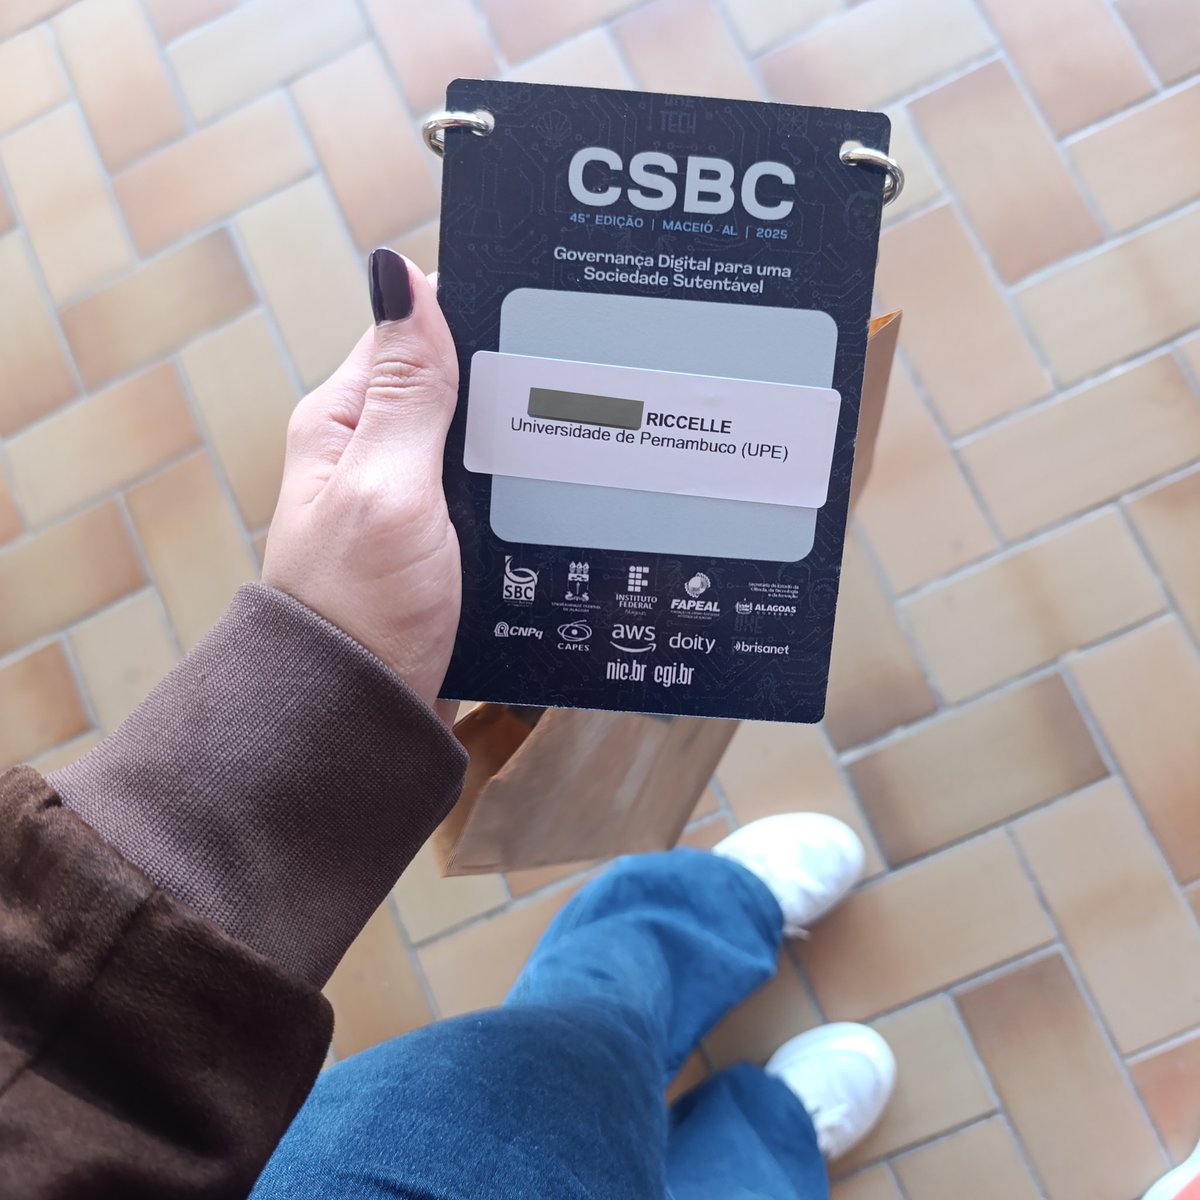 CSBC
45ª EDIÇÃO | MACEIÓ - AL | 2025
Governança Digital para uma
Sociedade Sutentável
RICCELLE
Universidade de Pernambuco (UPE)
SBC
INSTITUTO
FEDERAL
Alagoas
FAPEAL
ALAGOAS
GOVERNO
CNPq
CAPES
aws
doity
brisanet
nic.br cgi.br